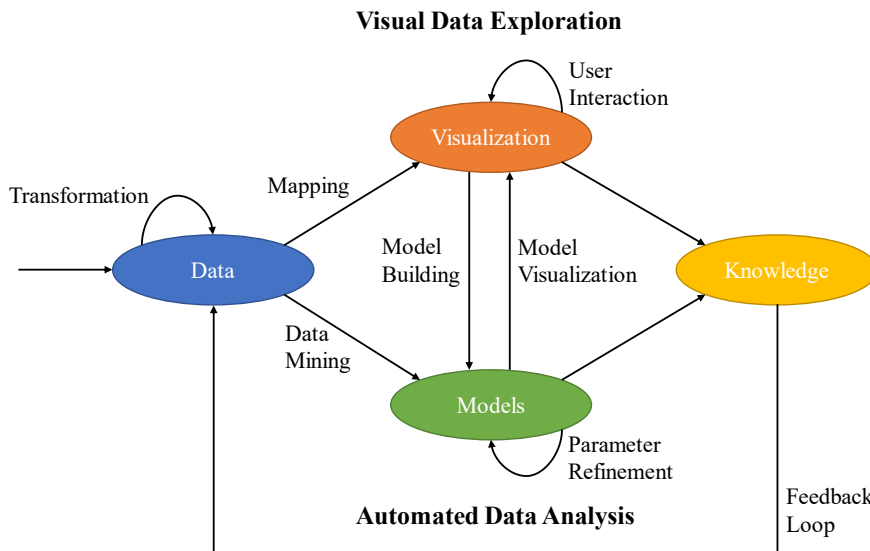 Visual Data Exploration
User
Interaction
Visualization
Transformation
Mapping
Model
Building
Model
Visualization
Data
Knowledge
Data
Mining
Models
Parameter
Refinement
Automated Data Analysis
Feedback
Loop